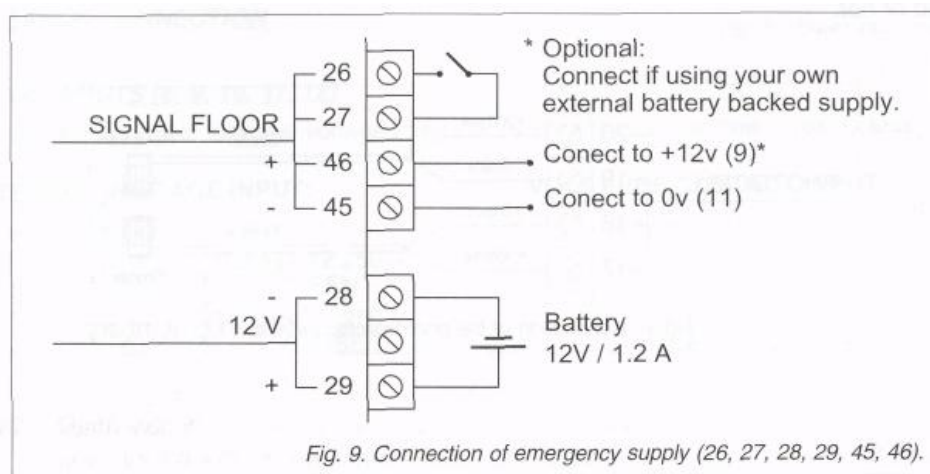 26
27
SIGNAL FLOOR
+ 46
- 45
* Optional:
Connect if using your own
external battery backed supply.
Conect to +12v (9)*
Conect to 0v (11)
- 28
12 V
+ 29
Battery
12V / 1.2 A
Fig. 9. Connection of emergency supply (26, 27, 28, 29, 45, 46).